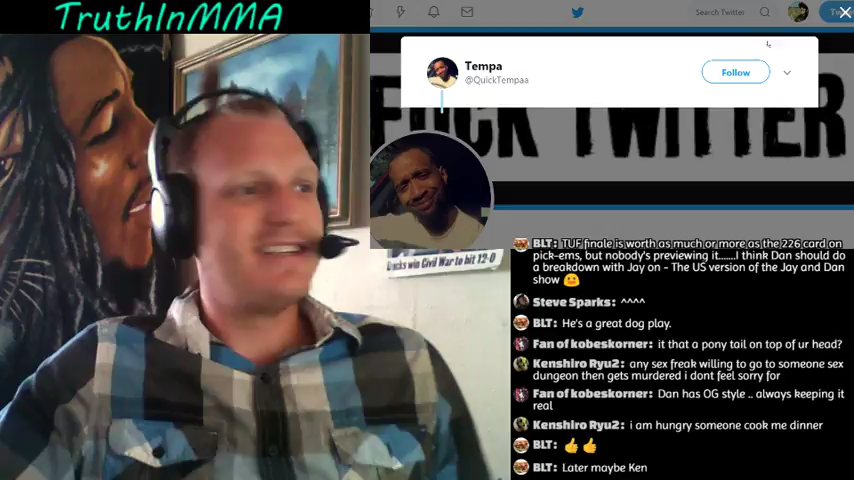 TruthInMMA
Search Twitter
Tempa
@QuickTempaa
Follow
FUCK TWITTER
Ducks win Civil War to hit 12-0
BLT: TUF finale is worth as much or more as the 226 card on
pick-ems, but nobody's previewing it.......I think Dan should do
a breakdown with Jay on - The US version of the Jay and Dan
show
Steve Sparks: ^^^^
BLT: He's a great dog play.
Fan of kobeskorner: it that a pony tail on top of ur head?
Kenshiro Ryu2: any sex freak willing to go to someone sex
dungeon then gets murdered i dont feel sorry for
Fan of kobeskorner: Dan has OG style .. always keeping it
real
Kenshiro Ryu2: i am hungry someone cook me dinner
BLT: 👍 👍
BLT: Later maybe Ken